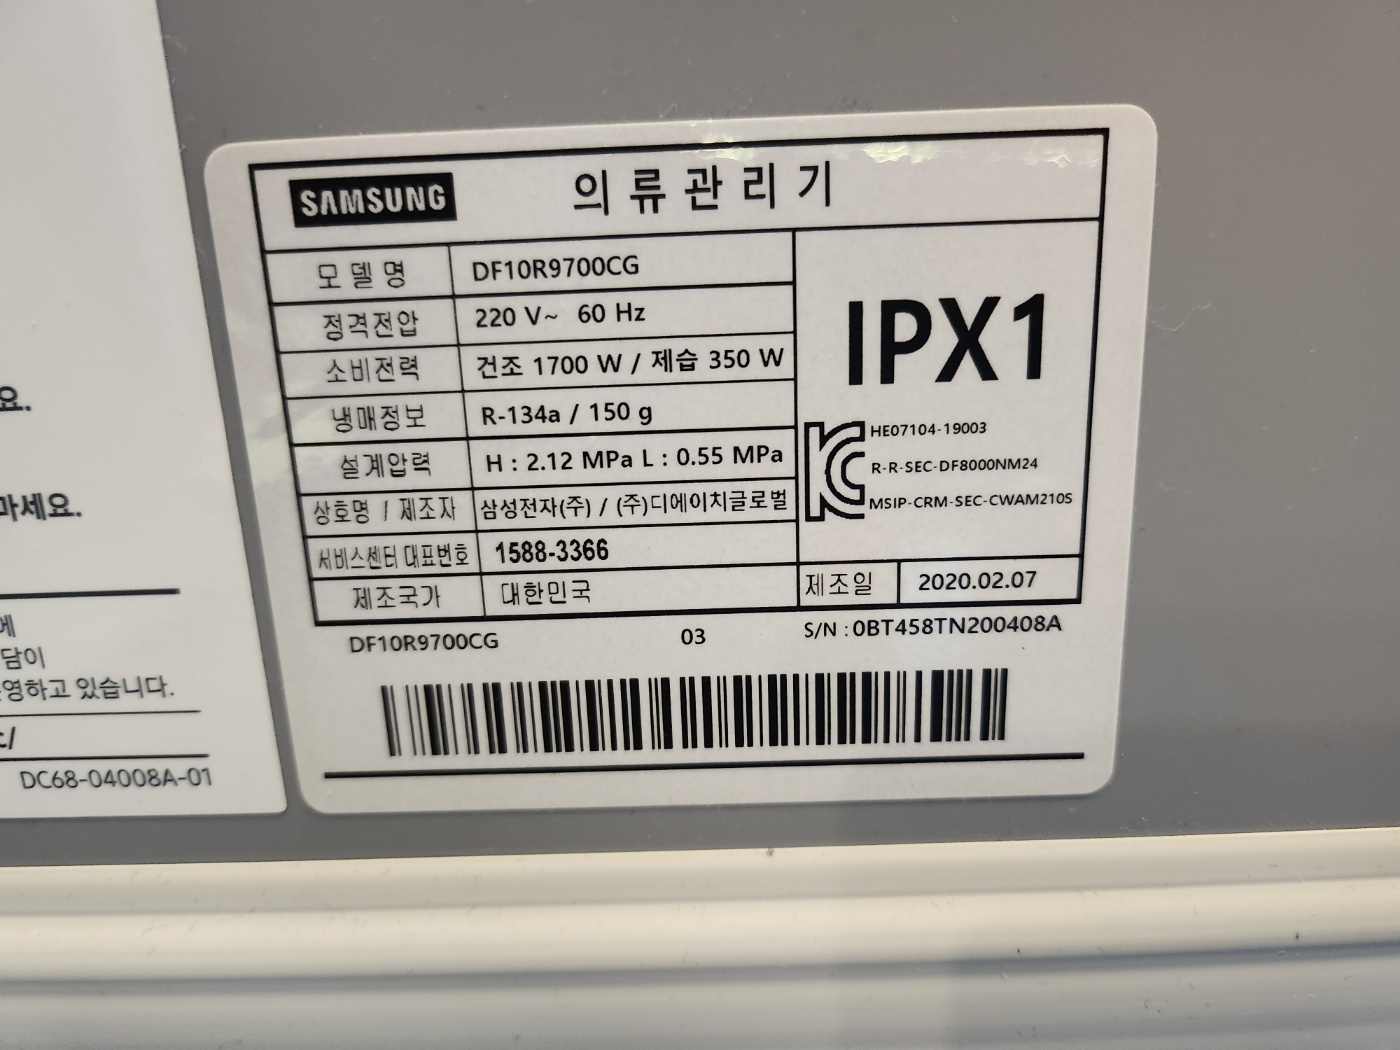 SAMSUNG 의류관리기
모델명 DF10R9700CG
정격전압 220 V~ 60 Hz
소비전력 건조 1700 W / 제습 350 W
냉매정보 R-134a / 150 g
설계압력 H : 2.12 MPa L : 0.55 MPa
상호명 / 제조자 삼성전자(주) / (주)디에이치글로벌
서비스센터 대표번호 1588-3366
제조국가 대한민국
IPX1
HE07104-19003
R-R-SEC-DF8000NM24
MSIP-CRM-SEC-CWAM210S
제조일 2020.02.07
DF10R9700CG 03 S/N : 0BT458TN200408A
요.
마세요.
에
담이
영하고 있습니다.
c/
DC68-04008A-01